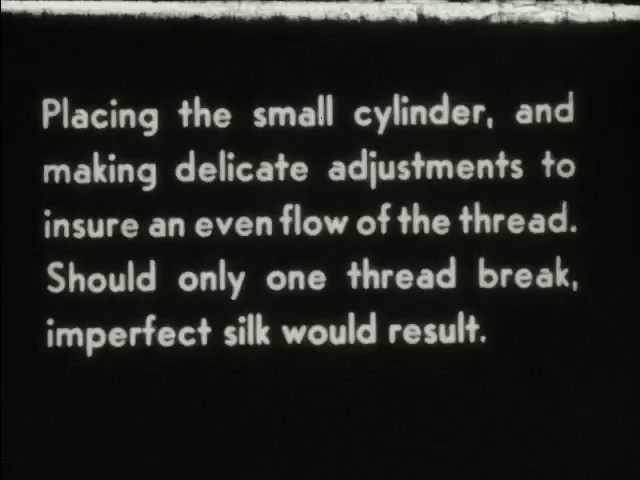 Placing the small cylinder, and
making delicate adjustments to
insure an even flow of the thread.
Should only one thread break,
imperfect silk would result.